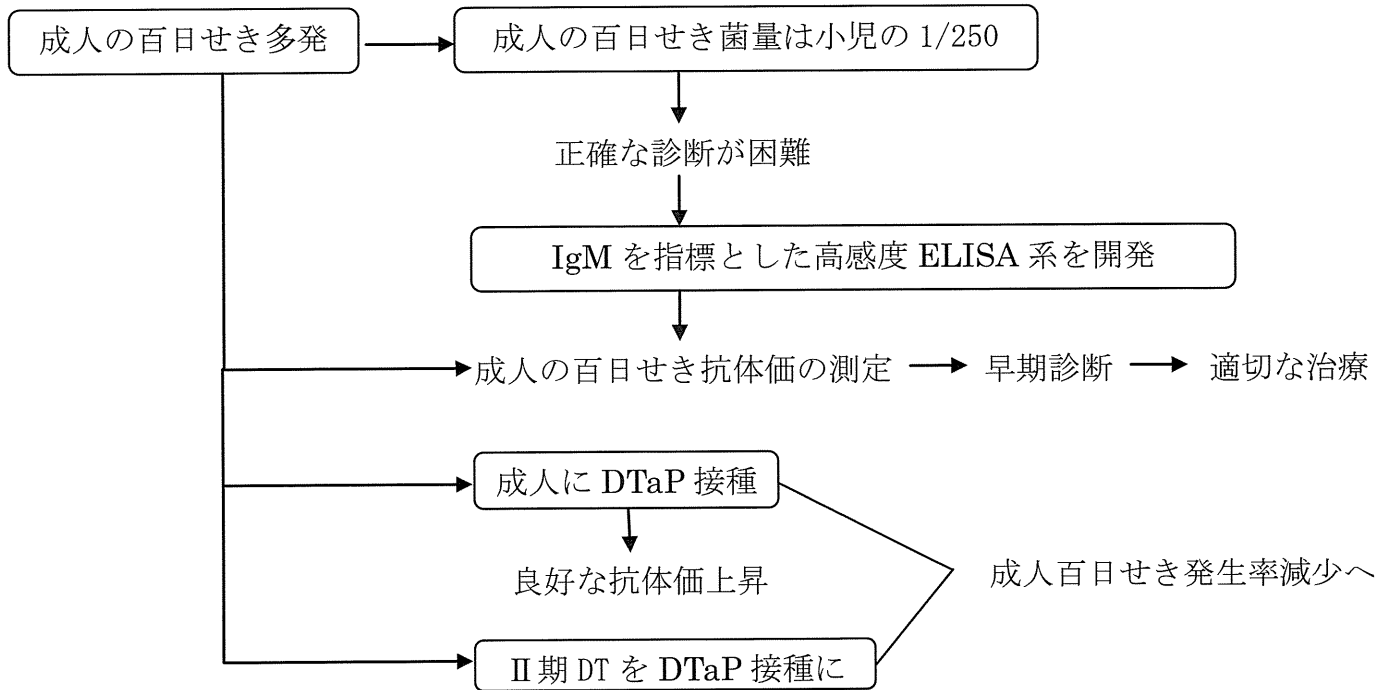 成人の百日せき多発
成人の百日せき菌量は小児の 1/250
正確な診断が困難
IgM を指標とした高感度 ELISA 系を開発
成人の百日せき抗体価の測定
早期診断
適切な治療
成人に DTaP 接種
良好な抗体価上昇
成人百日せき発生率減少へ
Ⅱ期 DT を DTaP 接種に